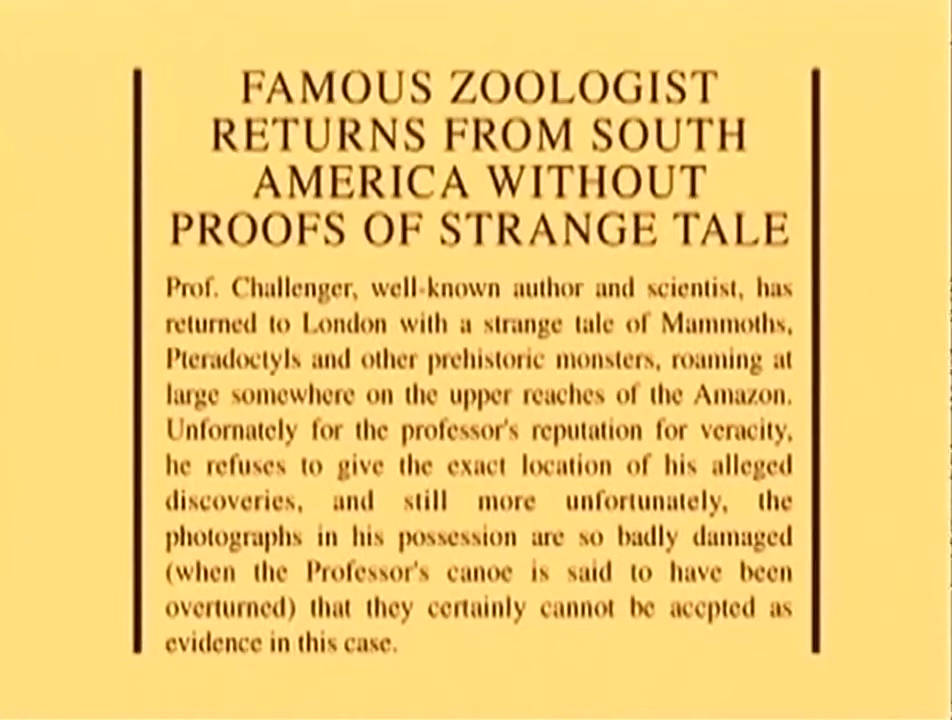 FAMOUS ZOOLOGIST
RETURNS FROM SOUTH
AMERICA WITHOUT
PROOFS OF STRANGE TALE
Prof. Challenger, well-known author and scientist, has
returned to London with a strange tale of Mammoths,
Pteradoctyls and other prehistoric monsters, roaming at
large somewhere on the upper reaches of the Amazon.
Unfornately for the professor's reputation for veracity,
he refuses to give the exact location of his alleged
discoveries, and still more unfortunately, the
photographs in his possession are so badly damaged
(when the Professor's canoe is said to have been
overturned) that they certainly cannot be accpted as
evidence in this case.